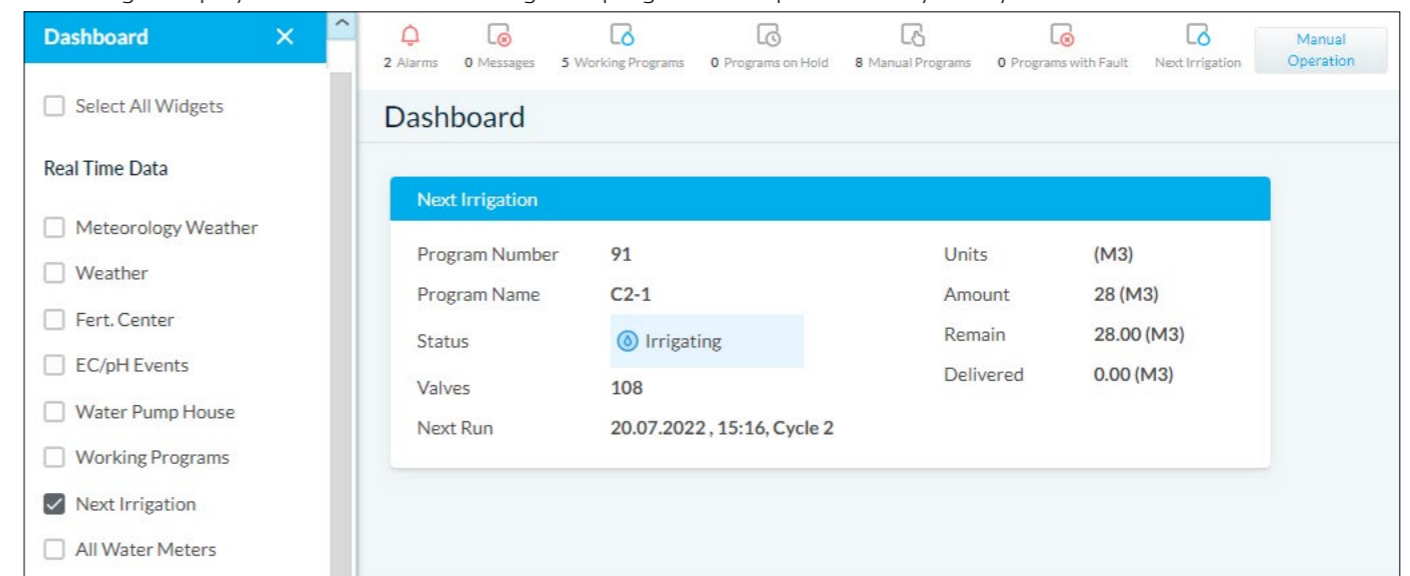 Dashboard
2 Alarms 0 Messages 5 Working Programs 0 Programs on Hold 8 Manual Programs 0 Programs with Fault Next Irrigation Manual Operation
Select All Widgets
Real Time Data
Meteorology Weather
Weather
Fert. Center
EC/pH Events
Water Pump House
Working Programs
Next Irrigation
All Water Meters
Dashboard
Next Irrigation
Program Number 91 Units (M3)
Program Name C2-1 Amount 28 (M3)
Status Irrigating Remain 28.00 (M3)
Valves 108 Delivered 0.00 (M3)
Next Run 20.07.2022 , 15:16, Cycle 2